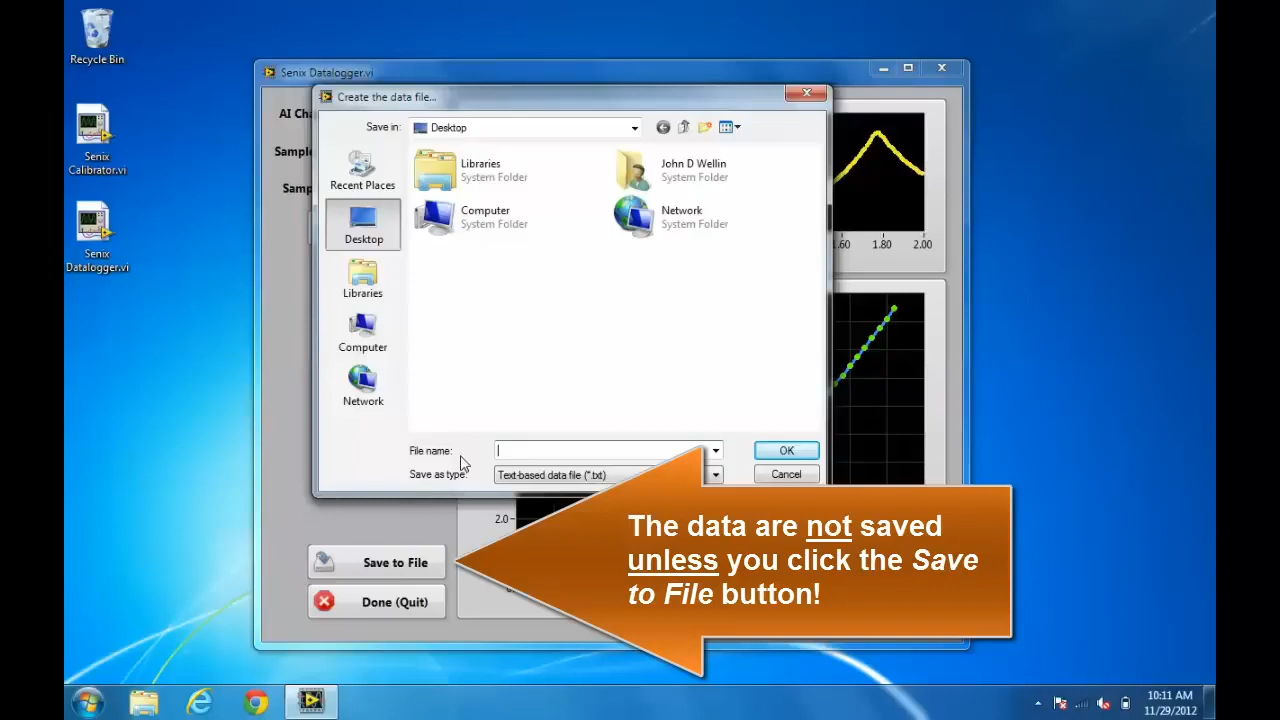 Recycle Bin
Senix
Calibrator.vi
Senix
Datalogger.vi
Senix Datalogger.vi
AI Cha
Sample
Samp
Create the data file...
Save in:
Desktop
Recent Places
Desktop
Libraries
Computer
Network
Libraries
System Folder
John D Wellin
System Folder
Computer
System Folder
Network
System Folder
File name:
OK
Save as type:
Text-based data file (*.txt)
Cancel
1.60 1.80 2.00
2.0
Save to File
Done (Quit)
The data are not saved
unless you click the Save
to File button!
10:11 AM
11/29/2012